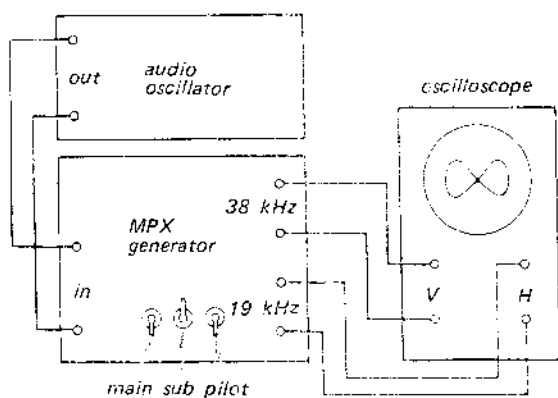 out
audio
oscillator
oscilloscope
MPX
generator
38 kHz
in
19 kHz
V
H
main sub pilot